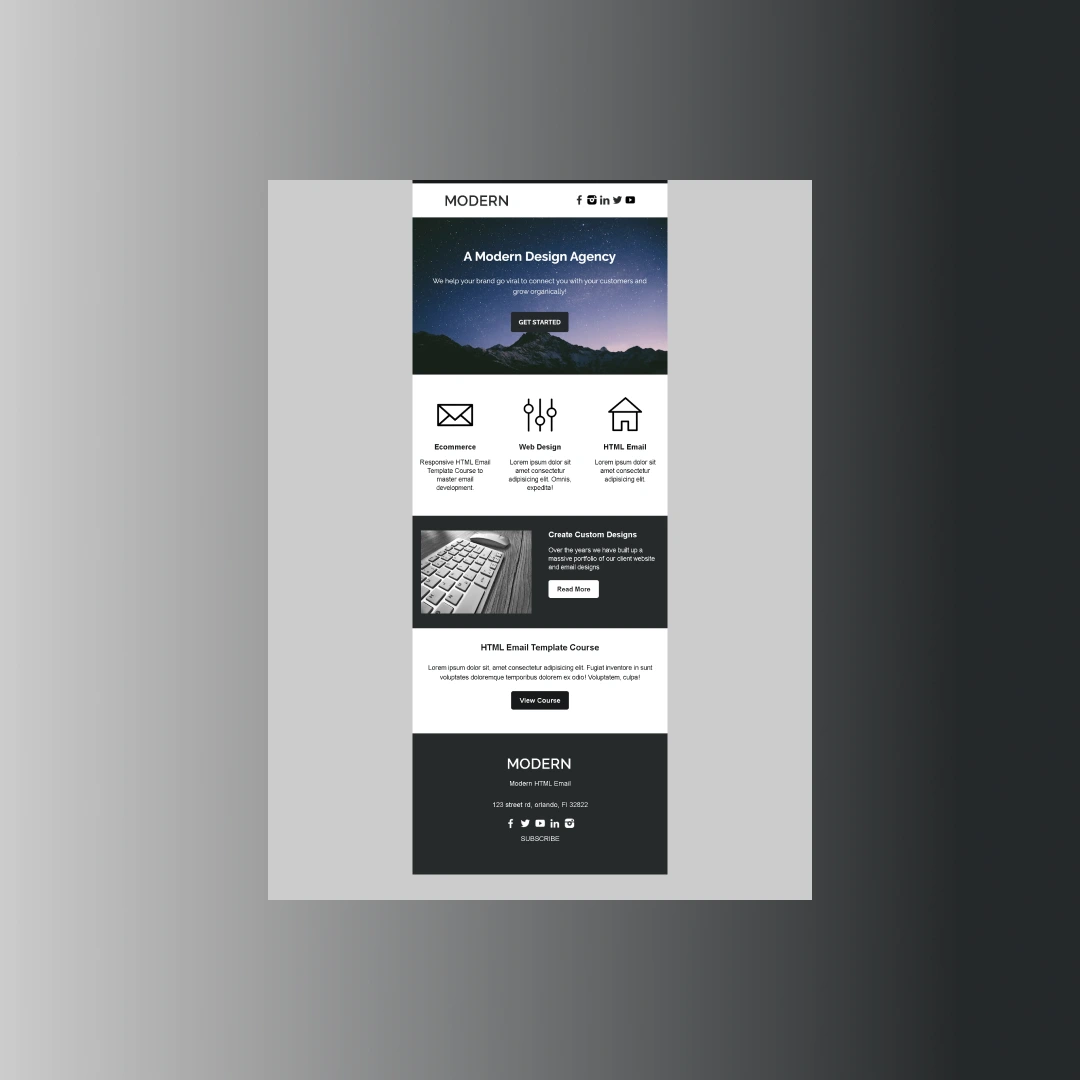 MODERN
A Modern Design Agency
We help your brand go viral to connect you with your customers and
grow organically!
GET STARTED
Ecommerce
Responsive HTML Email
Template Course to
master email
development.
Web Design
Lorem ipsum dolor sit
amet consectetur
adipisicing elit. Omnis,
expedita!
HTML Email
Lorem ipsum dolor sit
amet consectetur
adipisicing elit.
Create Custom Designs
Over the years we have built up a
massive portfolio of our client website
and email designs
Read More
HTML Email Template Course
Lorem ipsum dolor sit, amet consectetur adipisicing elit. Fugiat inventore in sunt
voluptates doloremque temporibus dolorem ex odio! Voluptatem, culpa!
View Course
MODERN
Modern HTML Email
123 street rd, orlando, Fl 32822
SUBSCRIBE